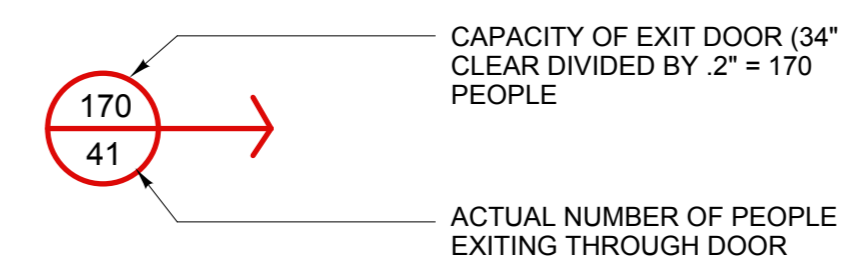 CAPACITY OF EXIT DOOR (34"
CLEAR DIVIDED BY .2" = 170
PEOPLE
170
41
ACTUAL NUMBER OF PEOPLE
EXITING THROUGH DOOR